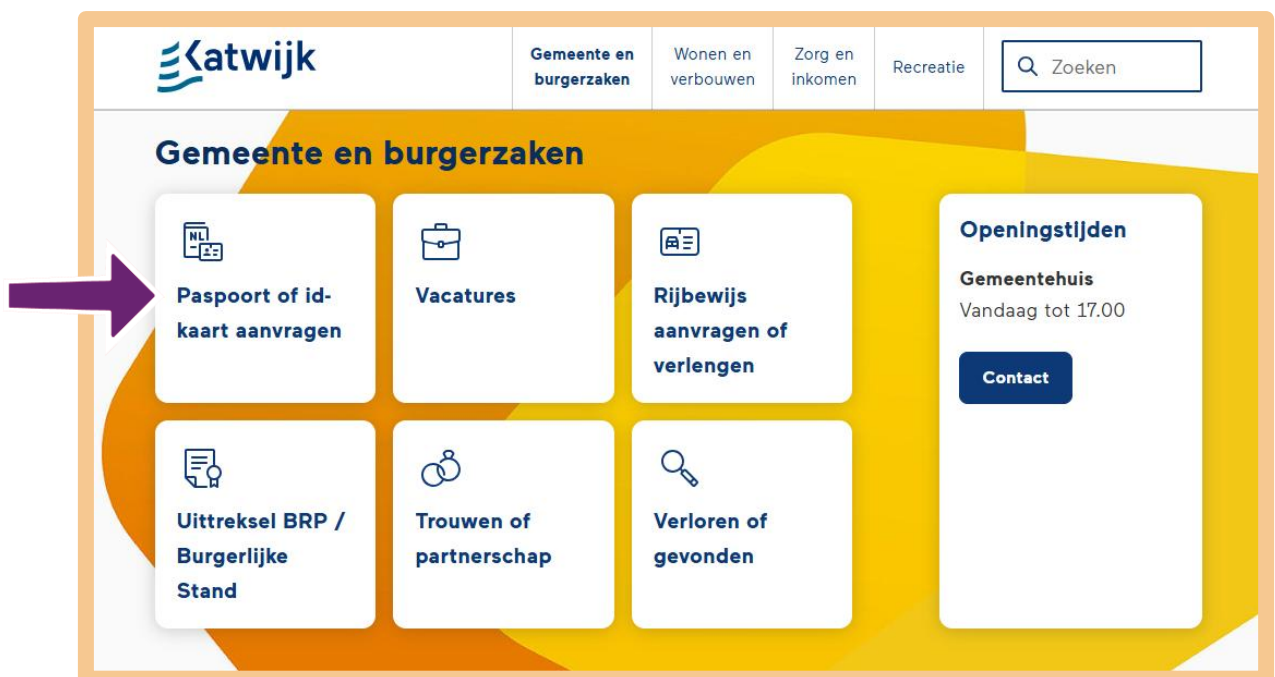 Katwijk
Gemeente en
burgerzaken
Wonen en
verbouwen
Zorg en
inkomen
Recreatie
Zoeken
Gemeente en burgerzaken
NL
Paspoort of id-
kaart aanvragen
Vacatures
Rijbewijs
aanvragen of
verlengen
Openingstijden
Gemeentehuis
Vandaag tot 17.00
Contact
Uittreksel BRP /
Burgerlijke
Stand
Trouwen of
partnerschap
Verloren of
gevonden